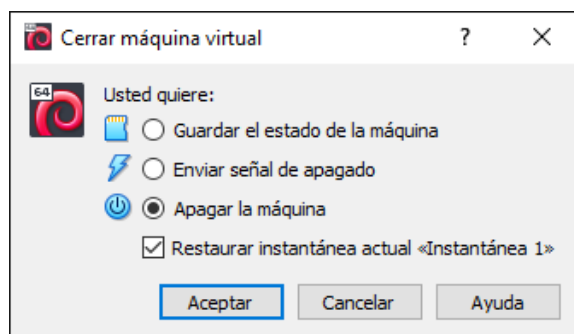 Cerrar máquina virtual
?
64
Usted quiere:
Guardar el estado de la máquina
Enviar señal de apagado
Apagar la máquina
Restaurar instantánea actual «Instantánea 1»
Aceptar
Cancelar
Ayuda